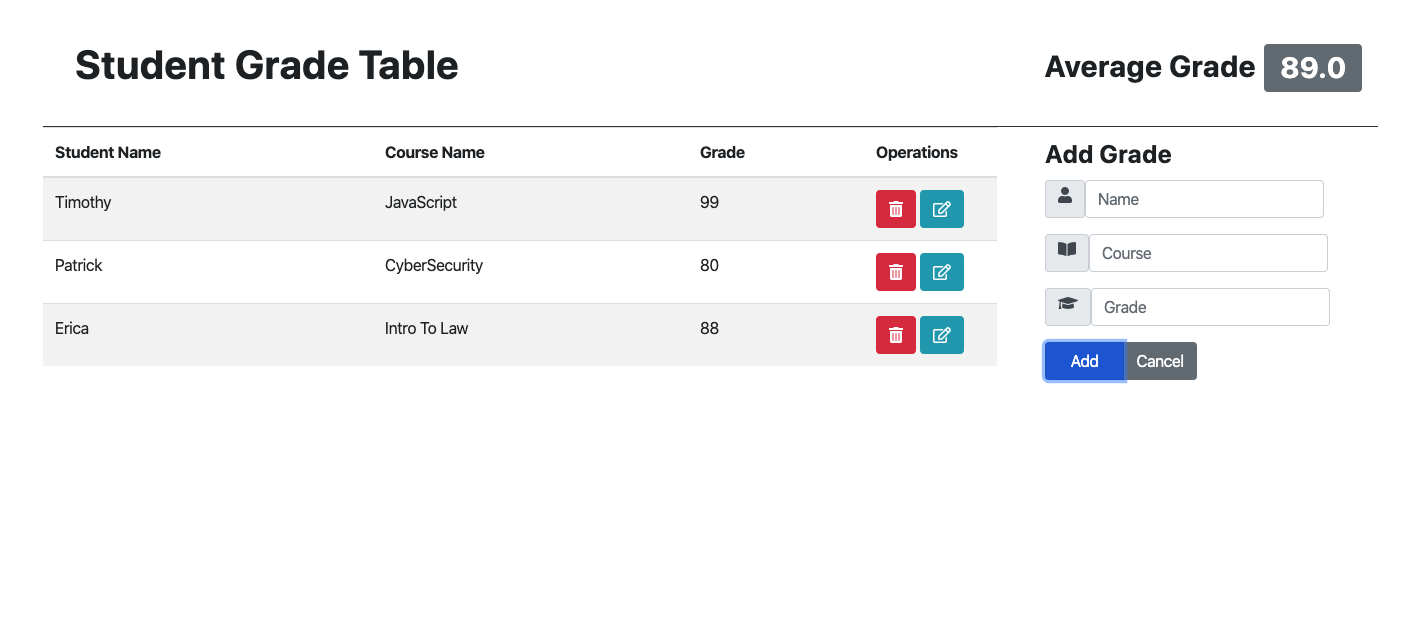 Student Grade Table
Average Grade 89.0
Student Name Course Name Grade Operations
Timothy JavaScript 99
Patrick CyberSecurity 80
Erica Intro To Law 88
Add Grade
Name
Course
Grade
Add Cancel